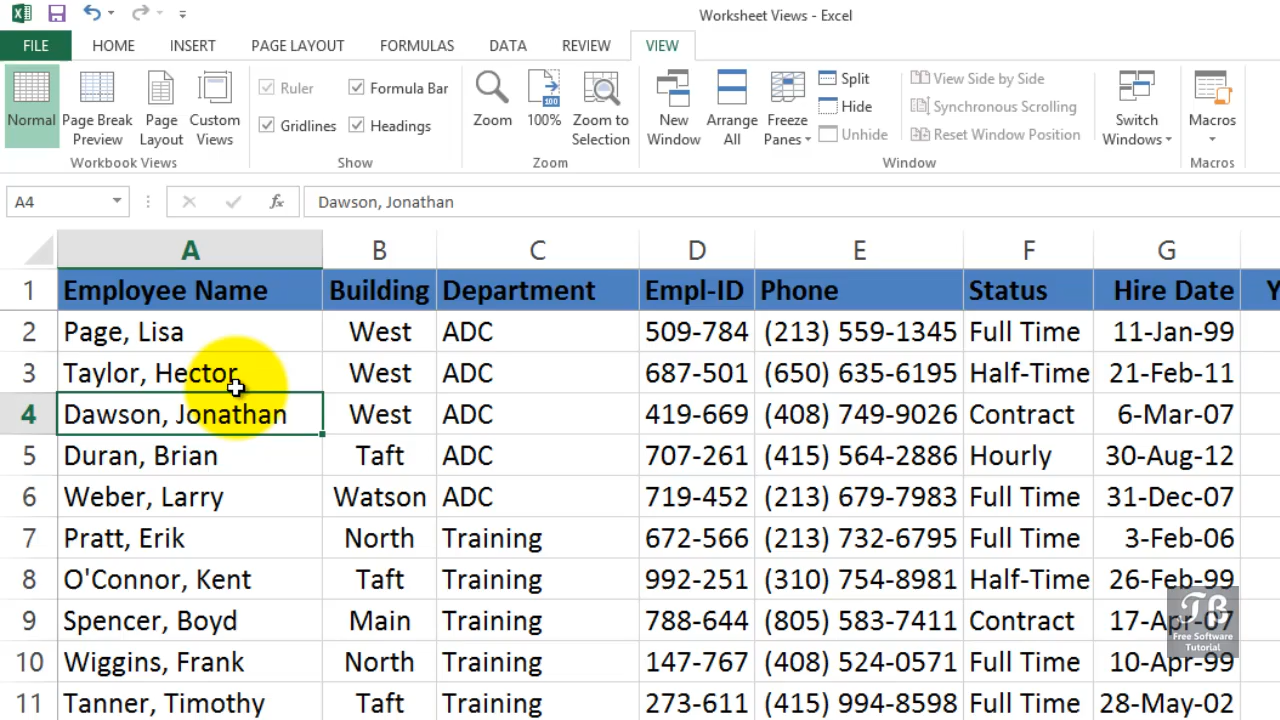 Worksheet Views - Excel
FILE HOME INSERT PAGE LAYOUT FORMULAS DATA REVIEW VIEW
Normal Page Break Preview Page Layout Custom Views
Workbook Views
Ruler Formula Bar
Gridlines Headings
Show
Zoom 100% Zoom to Selection
Zoom
New Window Arrange All Freeze Panes
Split View Side by Side
Hide Synchronous Scrolling
Unhide Reset Window Position
Window
Switch Windows
Macros
Macros
A4 fx Dawson, Jonathan
A B C D E F G
1 Employee Name Building Department Empl-ID Phone Status Hire Date Y
2 Page, Lisa West ADC 509-784 (213) 559-1345 Full Time 11-Jan-99
3 Taylor, Hector West ADC 687-501 (650) 635-6195 Half-Time 21-Feb-11
4 Dawson, Jonathan West ADC 419-669 (408) 749-9026 Contract 6-Mar-07
5 Duran, Brian Taft ADC 707-261 (415) 564-2886 Hourly 30-Aug-12
6 Weber, Larry Watson ADC 719-452 (213) 679-7983 Full Time 31-Dec-07
7 Pratt, Erik North Training 672-566 (213) 732-6795 Full Time 3-Feb-06
8 O'Connor, Kent Taft Training 992-251 (310) 754-8981 Half-Time 26-Feb-99
9 Spencer, Boyd Main Training 788-644 (805) 583-7411 Contract 17-Apr-07
10 Wiggins, Frank North Training 147-767 (408) 524-0571 Full Time 10-Apr-99
11 Tanner, Timothy Taft Training 273-611 (415) 994-8598 Full Time 28-May-02
TB
Free Software
Tutorial